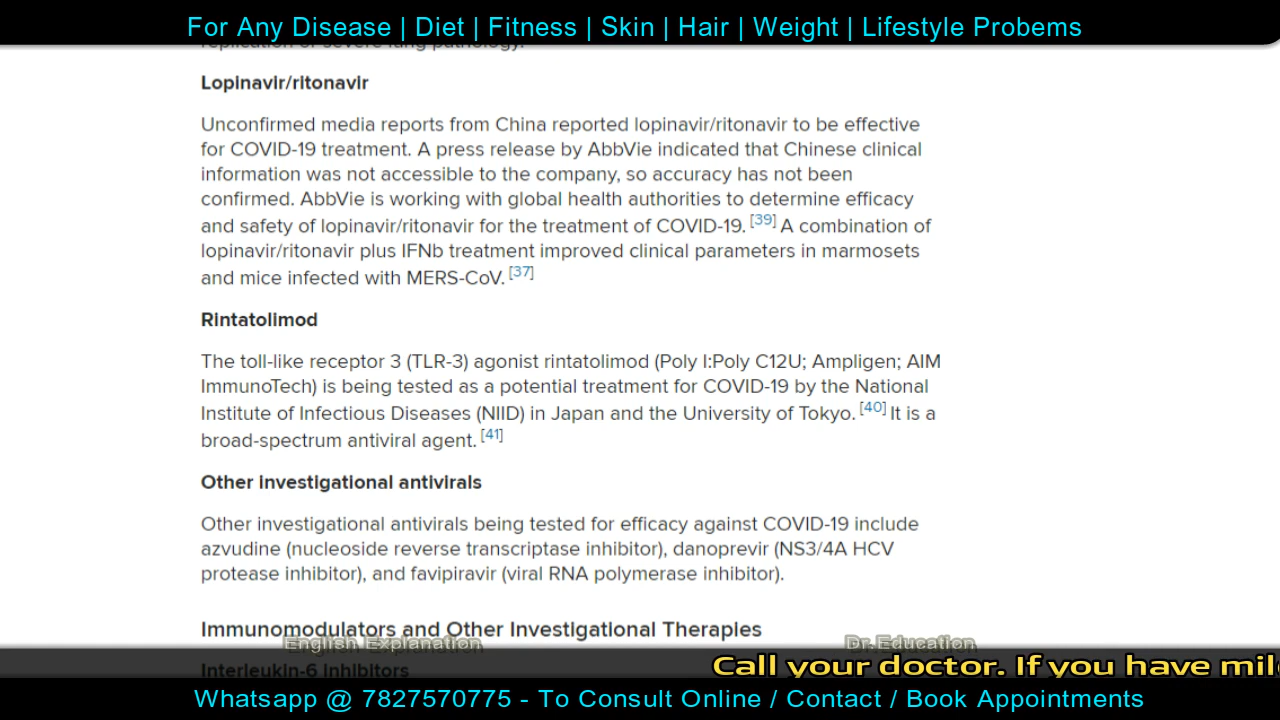 For Any Disease | Diet | Fitness | Skin | Hair | Weight | Lifestyle Probems
replication or severe lung pathology.
Lopinavir/ritonavir
Unconfirmed media reports from China reported lopinavir/ritonavir to be effective
for COVID-19 treatment. A press release by AbbVie indicated that Chinese clinical
information was not accessible to the company, so accuracy has not been
confirmed. AbbVie is working with global health authorities to determine efficacy
and safety of lopinavir/ritonavir for the treatment of COVID-19. [39] A combination of
lopinavir/ritonavir plus IFNb treatment improved clinical parameters in marmosets
and mice infected with MERS-CoV. [37]
Rintatolimod
The toll-like receptor 3 (TLR-3) agonist rintatolimod (Poly I:Poly C12U; Ampligen; AIM
ImmunoTech) is being tested as a potential treatment for COVID-19 by the National
Institute of Infectious Diseases (NIID) in Japan and the University of Tokyo. [40] It is a
broad-spectrum antiviral agent. [41]
Other investigational antivirals
Other investigational antivirals being tested for efficacy against COVID-19 include
azvudine (nucleoside reverse transcriptase inhibitor), danoprevir (NS3/4A HCV
protease inhibitor), and favipiravir (viral RNA polymerase inhibitor).
Immunomodulators and Other Investigational Therapies
English Explanation Dr.Education
Interleukin-6 Inhibitors
Call your doctor. If you have mil
Whatsapp @ 7827570775 - To Consult Online / Contact / Book Appointments